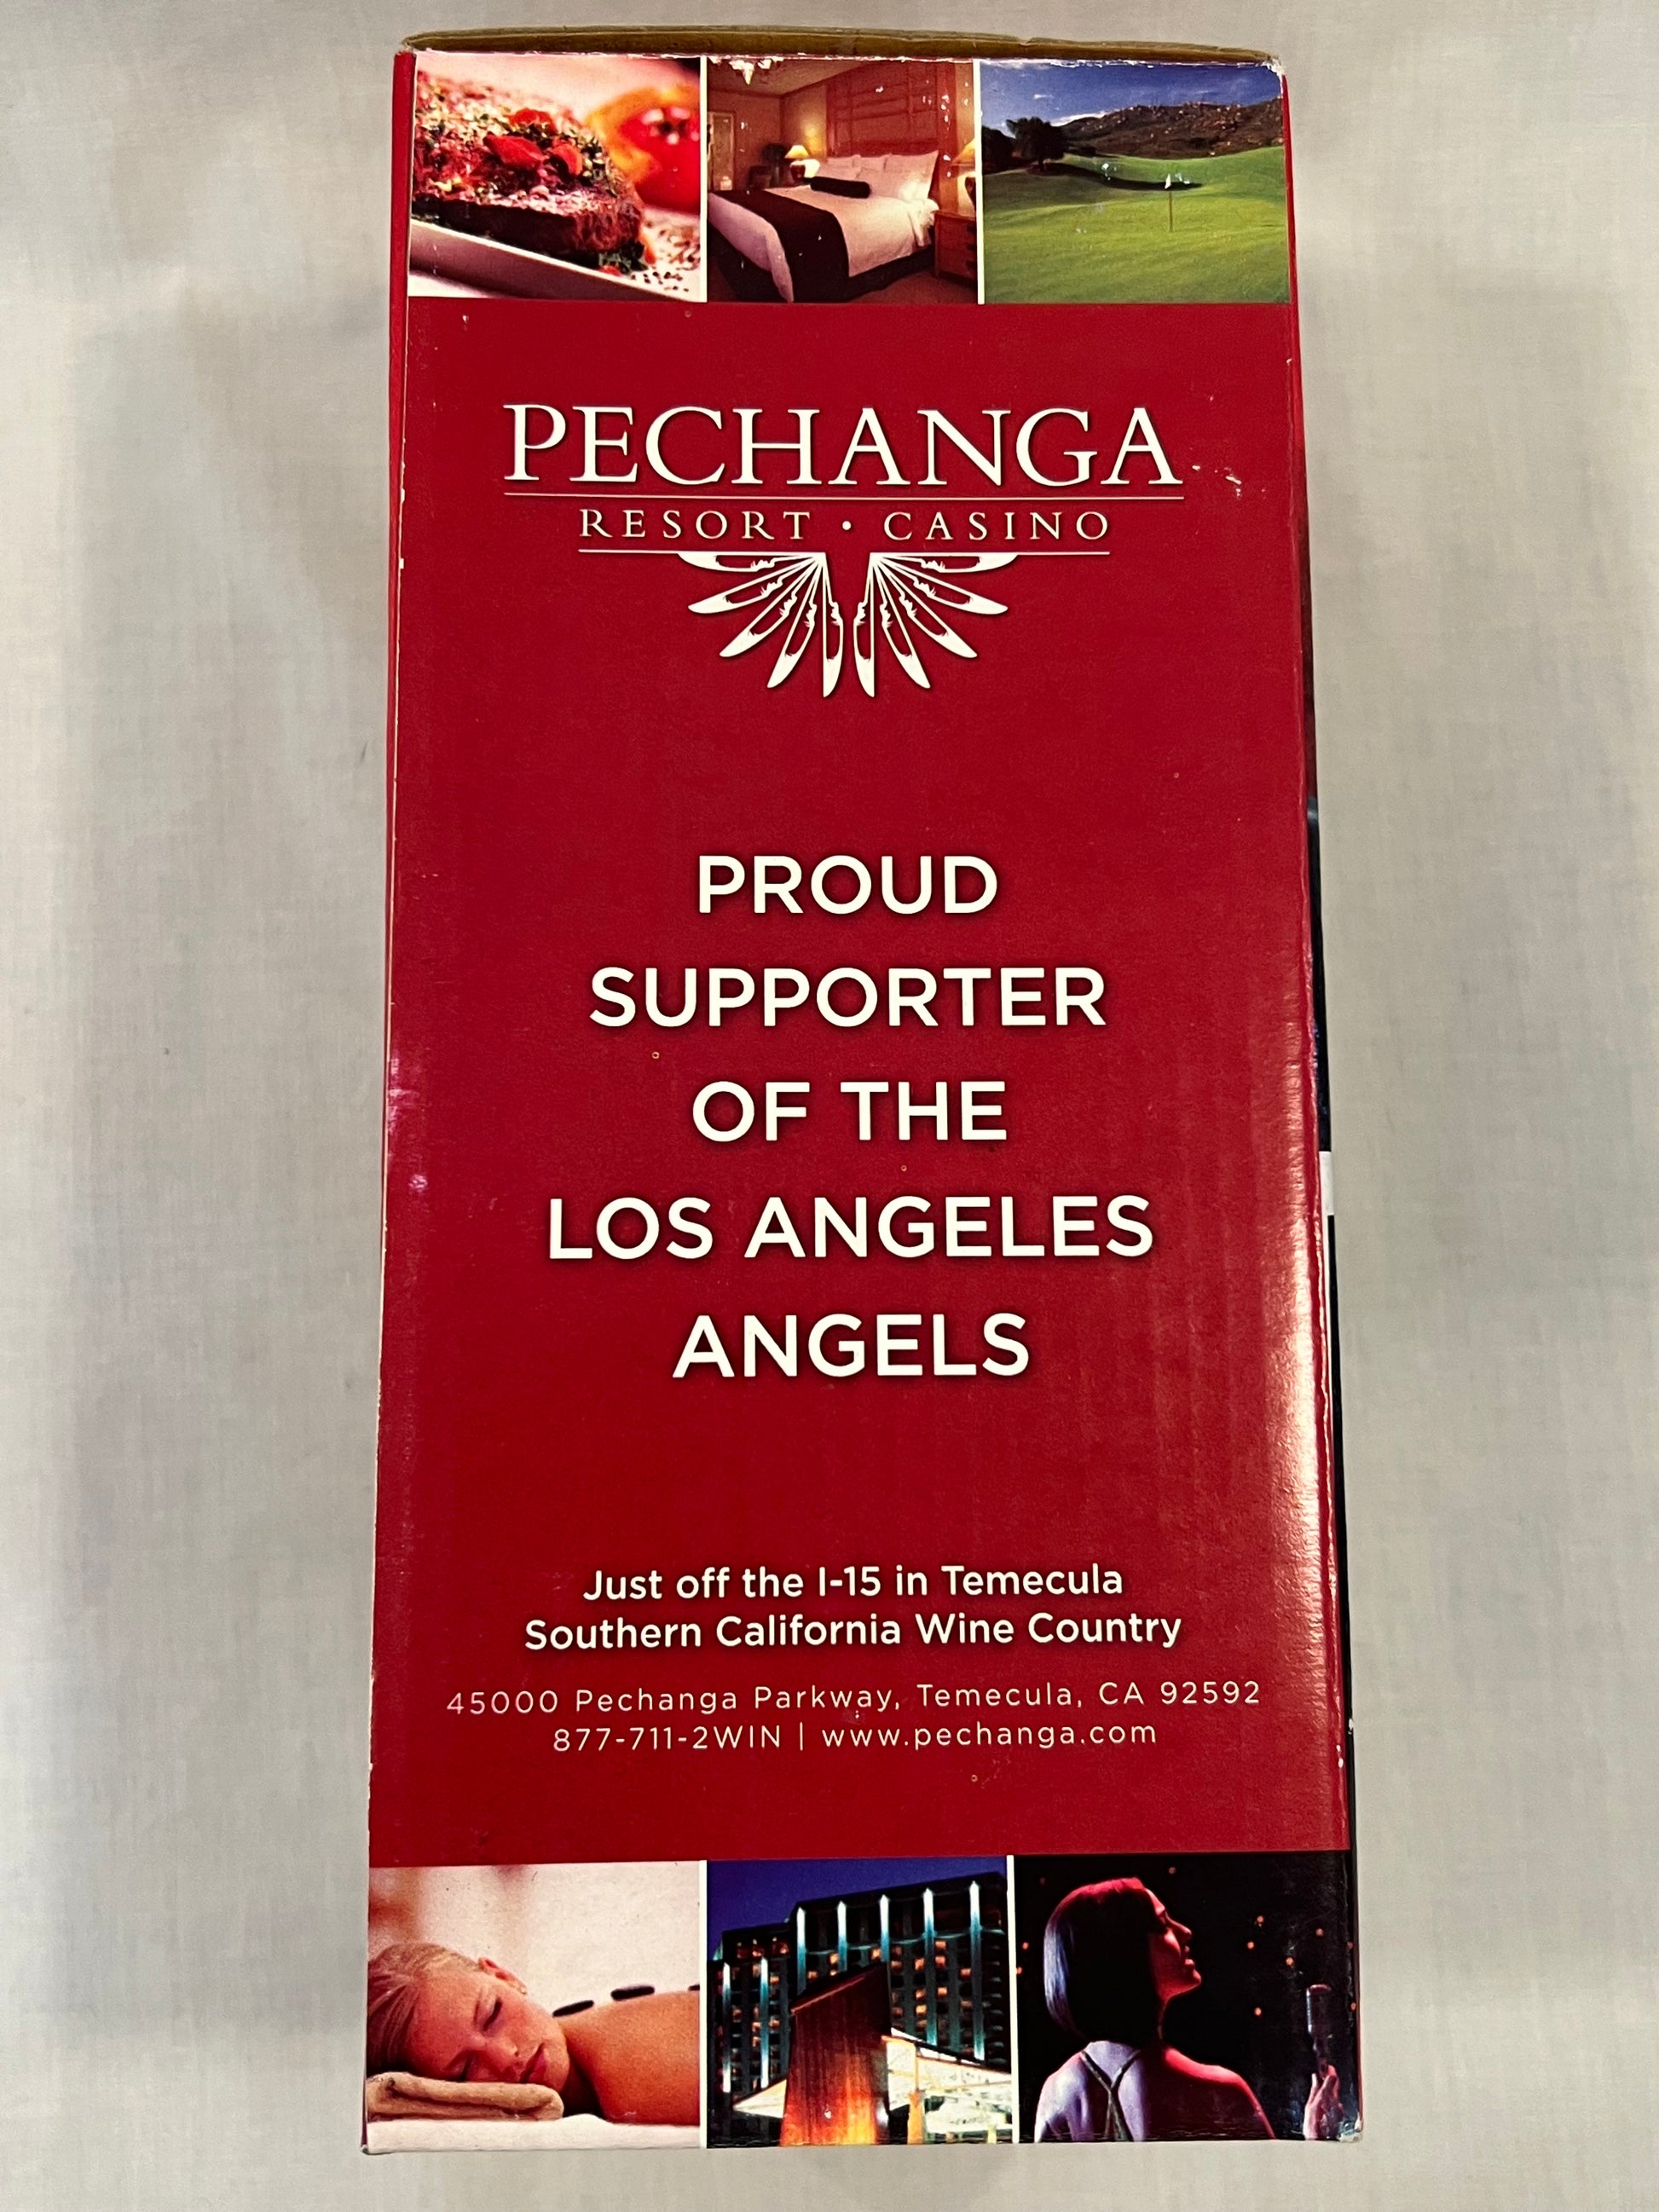 PECHANGA
RESORT • CASINO
PROUD
SUPPORTER
OF THE
LOS ANGELES
ANGELS
Just off the I-15 in Temecula
Southern California Wine Country
45000 Pechanga Parkway, Temecula, CA 92592
877-711-2WIN | www.pechanga.com